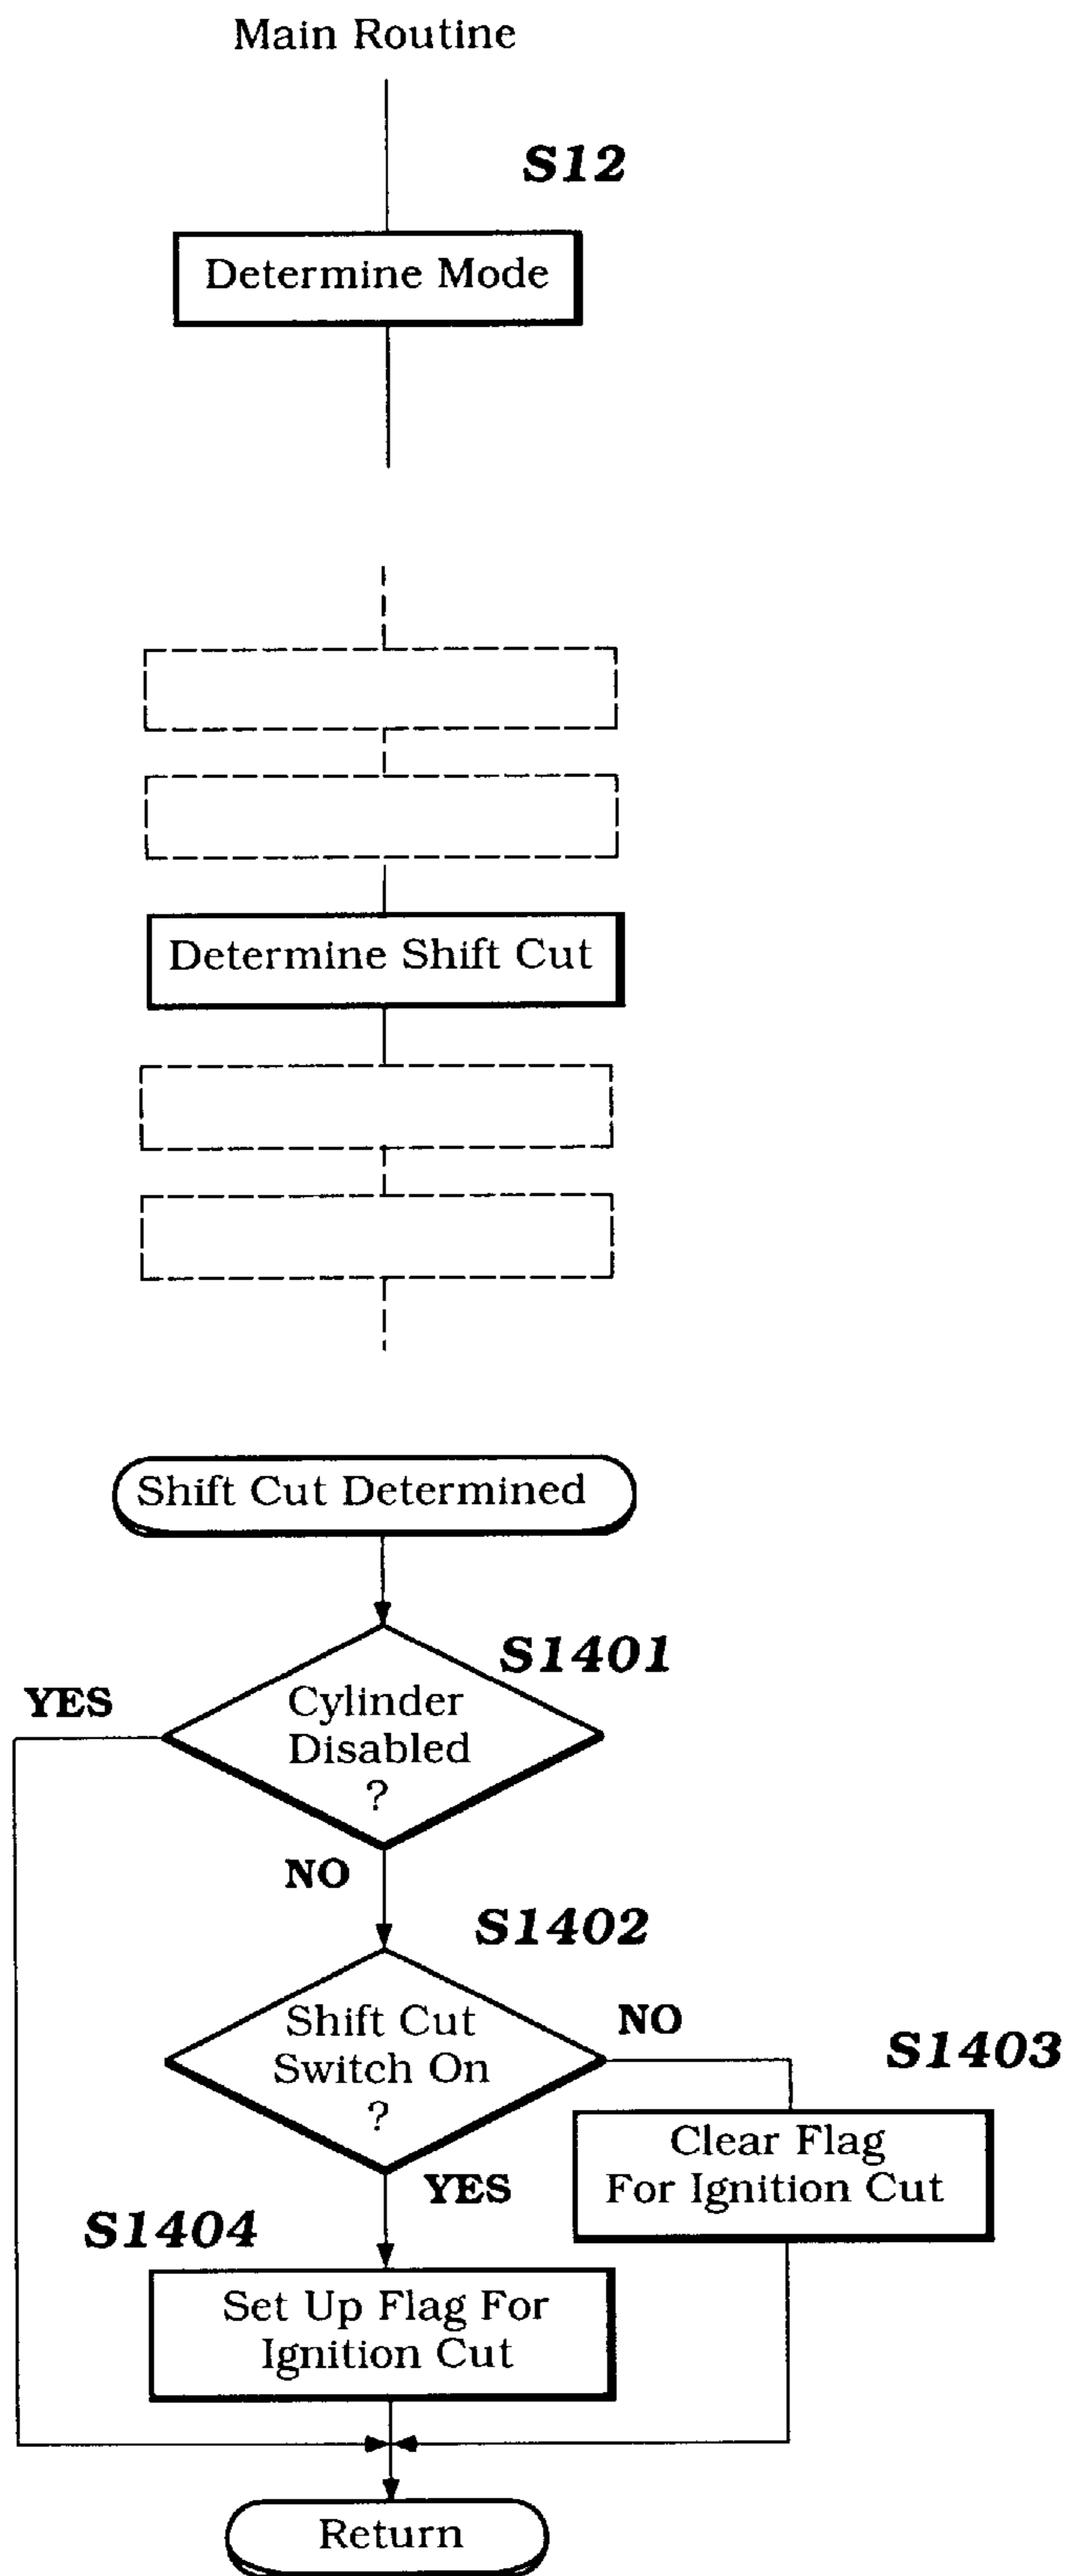 Main Routine
S12
Determine Mode
Determine Shift Cut
Shift Cut Determined
S1401
YES
Cylinder
Disabled
?
NO
S1402
Shift Cut
Switch On
?
NO
S1403
Clear Flag
For Ignition Cut
YES
S1404
Set Up Flag For
Ignition Cut
Return